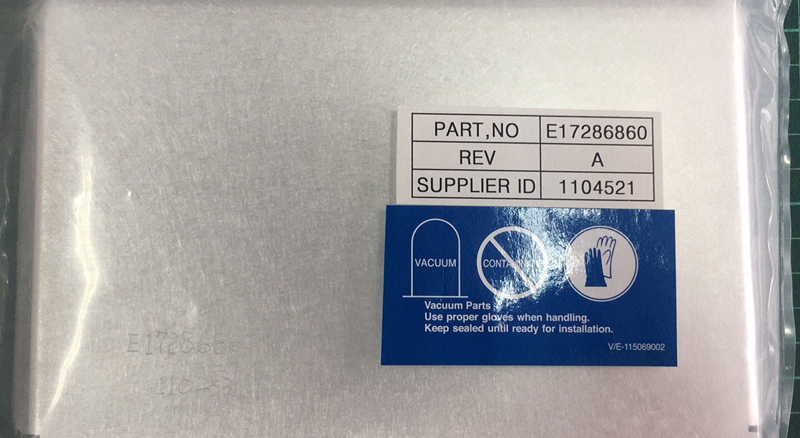 PART,NO E17286860
REV A
SUPPLIER ID 1104521
VACUUM
Vacuum Parts
Use proper gloves when handling.
Keep sealed until ready for installation.
V/E-115069002